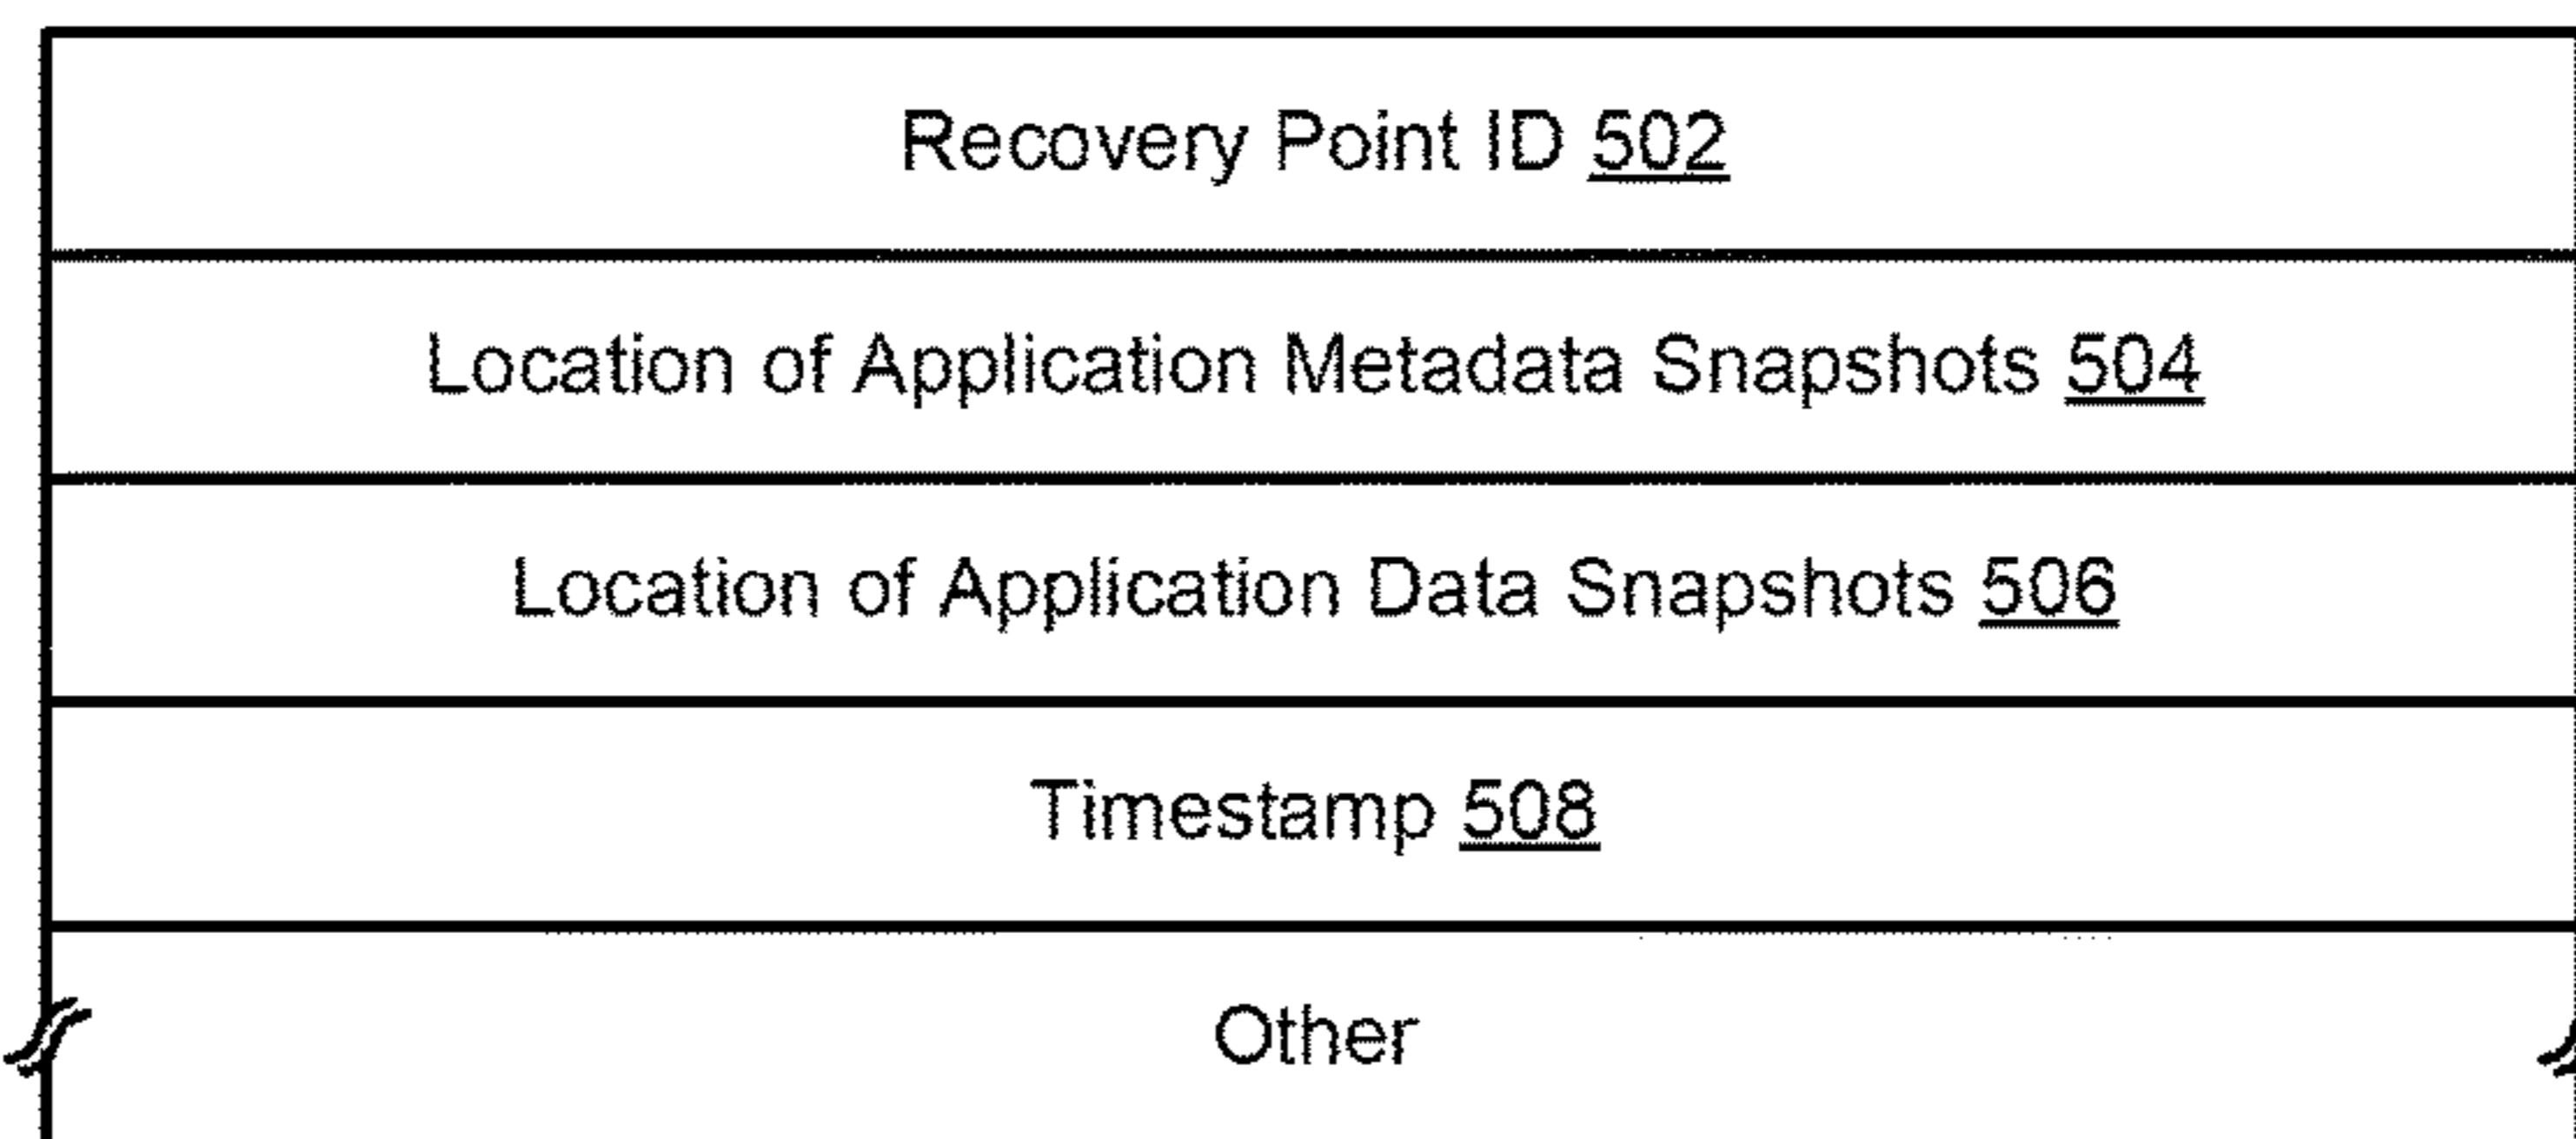 Recovery Point ID 502
Location of Application Metadata Snapshots 504
Location of Application Data Snapshots 506
Timestamp 508
Other